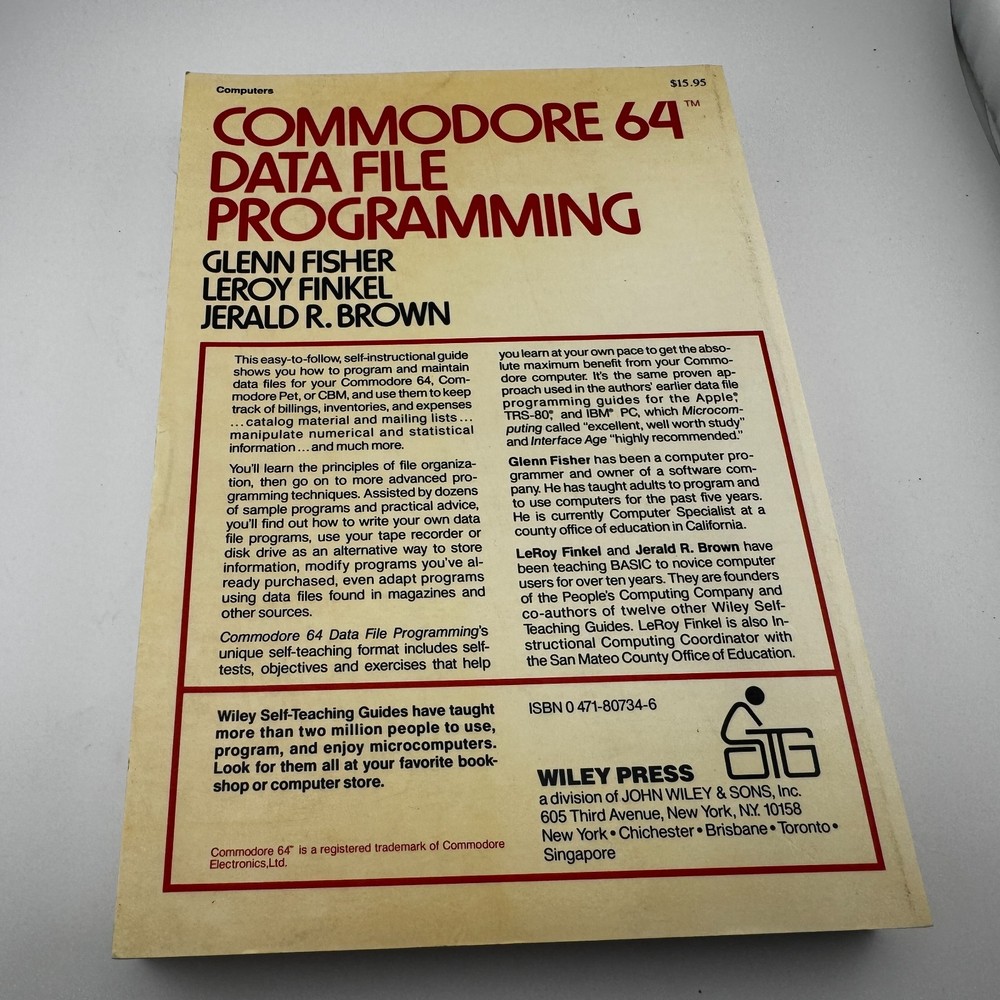 Computers
$15.95
COMMODORE 64™
DATA FILE
PROGRAMMING
GLENN FISHER
LEROY FINKEL
JERALD R. BROWN
This easy-to-follow, self-instructional guide
shows you how to program and maintain
data files for your Commodore 64, Com-
modore Pet, or CBM, and use them to keep
track of billings, inventories, and expenses
...catalog material and mailing lists...
manipulate numerical and statistical
information...and much more.
You'll learn the principles of file organiza-
tion, then go on to more advanced pro-
gramming techniques. Assisted by dozens
of sample programs and practical advice,
you'll find out how to write your own data
file programs, use your tape recorder or
disk drive as an alternative way to store
information, modify programs you've al-
ready purchased, even adapt programs
using data files found in magazines and
other sources.
Commodore 64 Data File Programming's
unique self-teaching format includes self-
tests, objectives and exercises that help
you learn at your own pace to get the abso-
lute maximum benefit from your Commo-
dore computer. It's the same proven ap-
proach used in the authors' earlier data file
programming guides for the Apple®,
TRS-80®, and IBM® PC, which Microcom-
puting called "excellent, well worth study"
and Interface Age "highly recommended."
Glenn Fisher has been a computer pro-
grammer and owner of a software com-
pany. He has taught adults to program and
to use computers for the past five years.
He is currently Computer Specialist at a
county office of education in California.
LeRoy Finkel and Jerald R. Brown have
been teaching BASIC to novice computer
users for over ten years. They are founders
of the People's Computing Company and
co-authors of twelve other Wiley Self-
Teaching Guides. LeRoy Finkel is also In-
structional Computing Coordinator with
the San Mateo County Office of Education.
Wiley Self-Teaching Guides have taught
more than two million people to use,
program, and enjoy microcomputers.
Look for them all at your favorite book-
shop or computer store.
Commodore 64™ is a registered trademark of Commodore
Electronics,Ltd.
ISBN 0 471-80734-6
STG
WILEY PRESS
a division of JOHN WILEY & SONS, Inc.
605 Third Avenue, New York, N.Y. 10158
New York • Chichester • Brisbane • Toronto •
Singapore